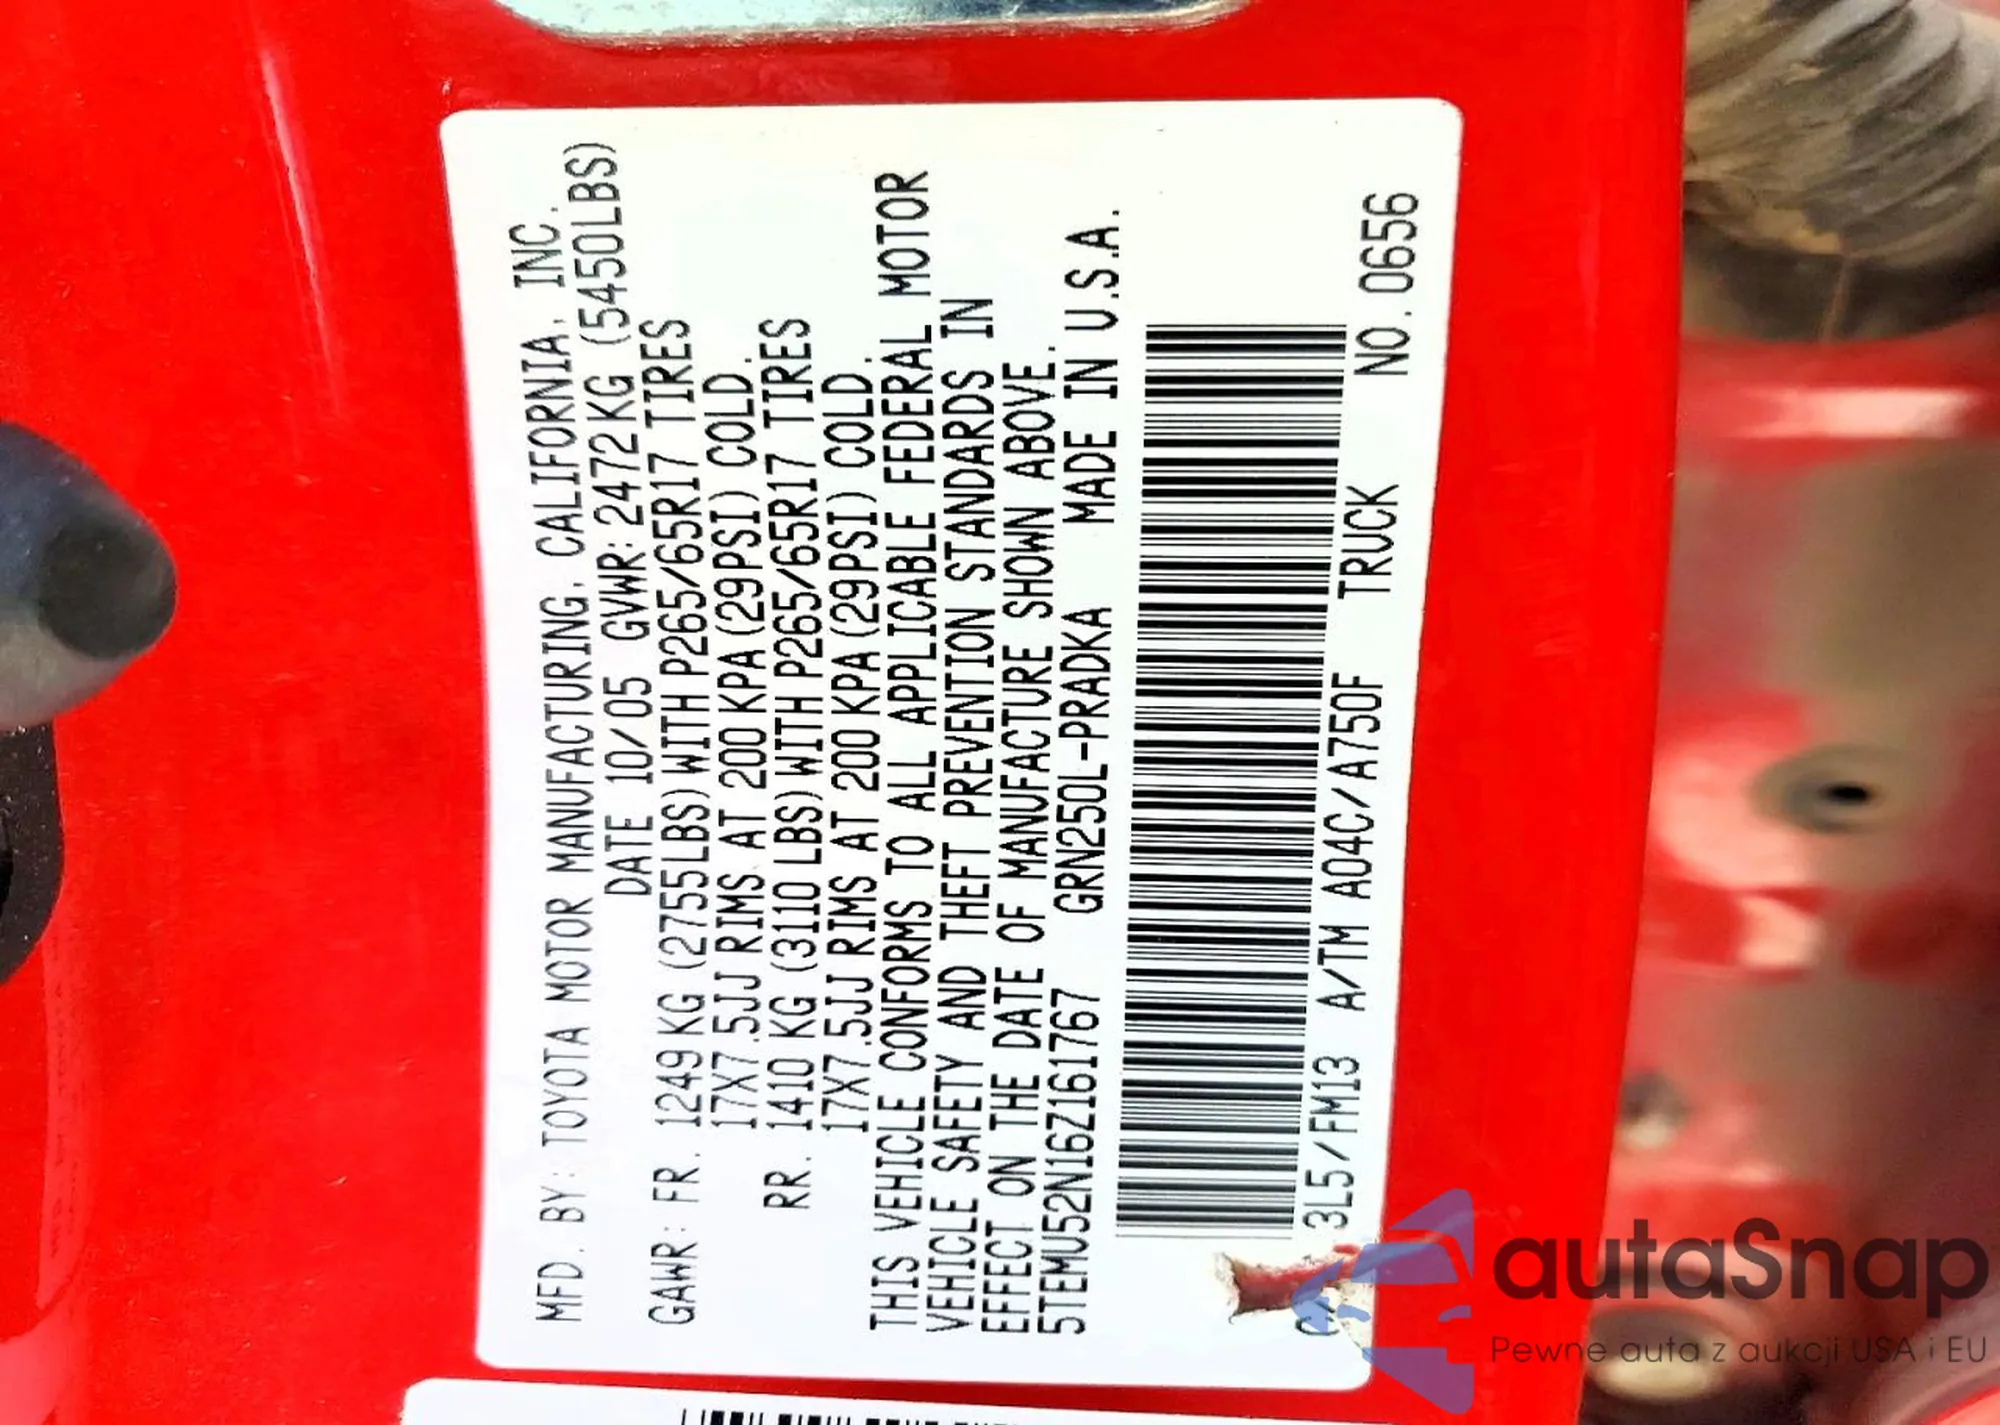 MFD. BY: TOYOTA MOTOR MANUFACTURING, CALIFORNIA, INC.
DATE 10/05 GVWR: 2472KG (5450LBS)
GAWR: FR. 1249KG (2755LBS) WITH P265/65R17 TIRES
17X7.5JJ RIMS AT 200 KPA (29PSI) COLD.
RR. 1410 KG (3110 LBS) WITH P265/65R17 TIRES
17X7.5JJ RIMS AT 200 KPA (29PSI) COLD.
THIS VEHICLE CONFORMS TO ALL APPLICABLE FEDERAL MOTOR
VEHICLE SAFETY AND THEFT PREVENTION STANDARDS IN
EFFECT ON THE DATE OF MANUFACTURE SHOWN ABOVE.
5TEMU52N16Z161767 GRN250L-PRADKA MADE IN U.S.A.
3L5/FM13 A/TM A04C/A750F TRUCK NO. 0656
autaSnap
Pewne auta z aukcji USA i EU